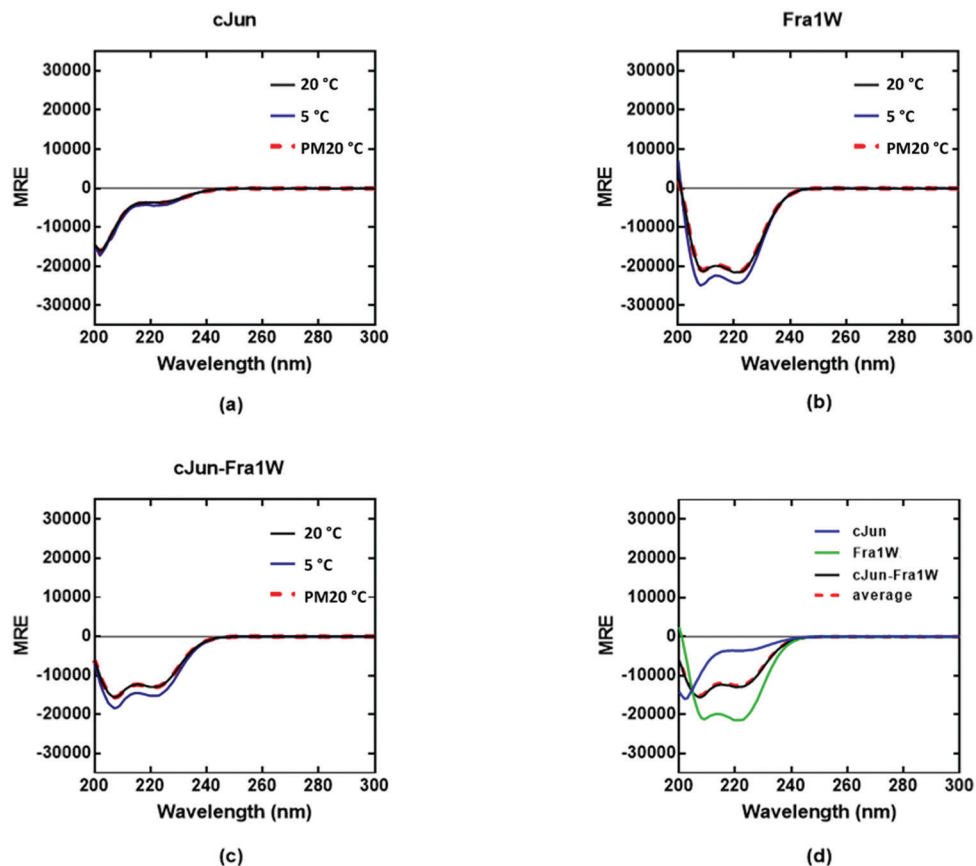 cJun
30000
20000
10000
0
-10000
-20000
-30000
MRE
20 °C
5 °C
PM20 °C
200 220 240 260 280 300
Wavelength (nm)
(a)
Fra1W
30000
20000
10000
0
-10000
-20000
-30000
MRE
20 °C
5 °C
PM20 °C
200 220 240 260 280 300
Wavelength (nm)
(b)
cJun-Fra1W
30000
20000
10000
0
-10000
-20000
-30000
MRE
20 °C
5 °C
PM20 °C
200 220 240 260 280 300
Wavelength (nm)
(c)
30000
20000
10000
0
-10000
-20000
-30000
MRE
cJun
Fra1W
cJun-Fra1W
average
200 220 240 260 280 300
Wavelength (nm)
(d)